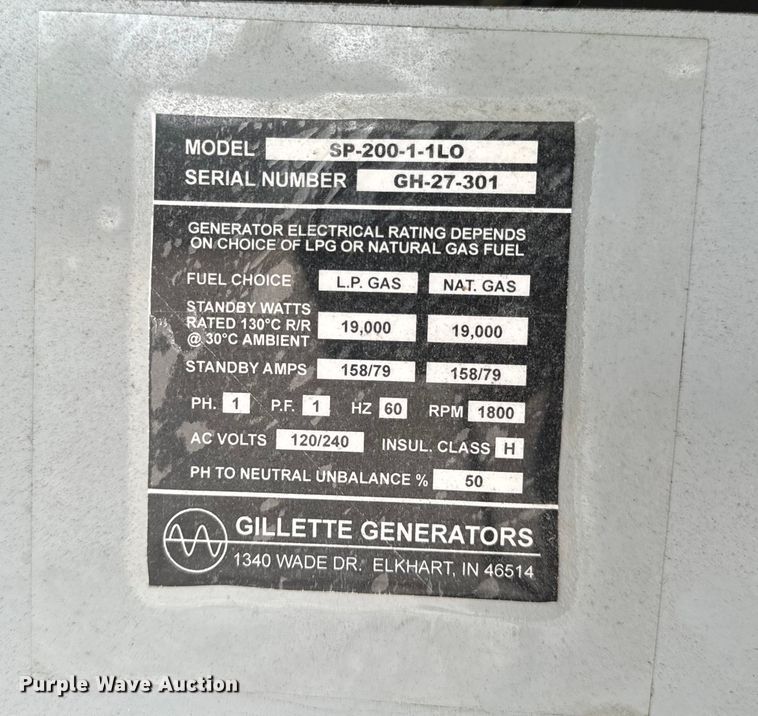 MODEL SP-200-1-1LO
SERIAL NUMBER GH-27-301
GENERATOR ELECTRICAL RATING DEPENDS
ON CHOICE OF LPG OR NATURAL GAS FUEL
FUEL CHOICE L.P. GAS NAT. GAS
STANDBY WATTS
RATED 130°C R/R 19,000 19,000
@ 30°C AMBIENT
STANDBY AMPS 158/79 158/79
PH. 1 P.F. 1 HZ 60 RPM 1800
AC VOLTS 120/240 INSUL. CLASS H
PH TO NEUTRAL UNBALANCE % 50
GILLETTE GENERATORS
1340 WADE DR. ELKHART, IN 46514
Purple Wave Auction